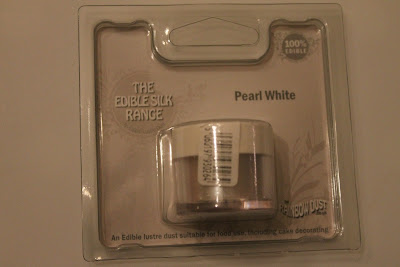 100%
EDIBLE
THE
EDIBLE SILK
RANGE
Pearl White
RAINBOW DUST
An Edible lustre dust suitable for food use, including cake decorating